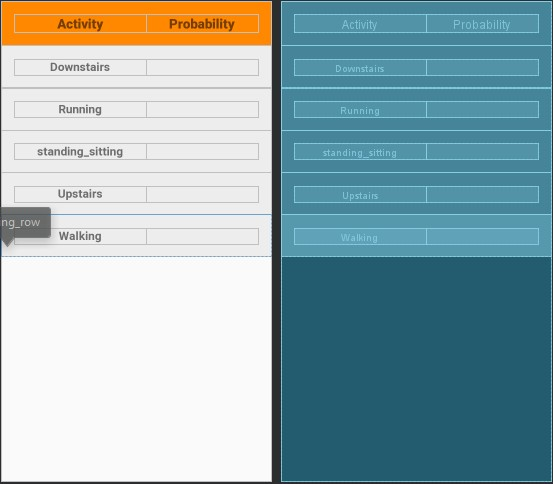 Activity Probability
Downstairs
Running
standing_sitting
Upstairs
ng_row
Walking
Activity Probability
Downstairs
Running
standing_sitting
Upstairs
Walking